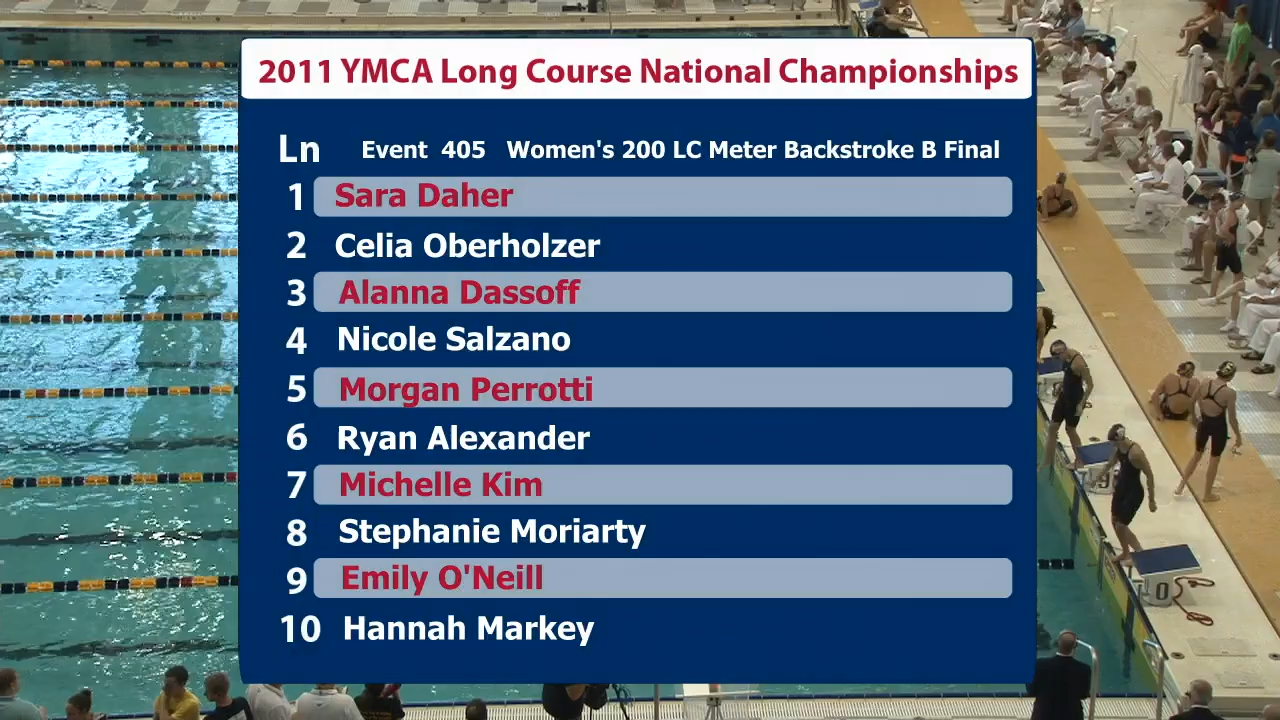 2011 YMCA Long Course National Championships
Ln Event 405 Women's 200 LC Meter Backstroke B Final
1 Sara Daher
2 Celia Oberholzer
3 Alanna Dassoff
4 Nicole Salzano
5 Morgan Perrotti
6 Ryan Alexander
7 Michelle Kim
8 Stephanie Moriarty
9 Emily O'Neill
10 Hannah Markey
10